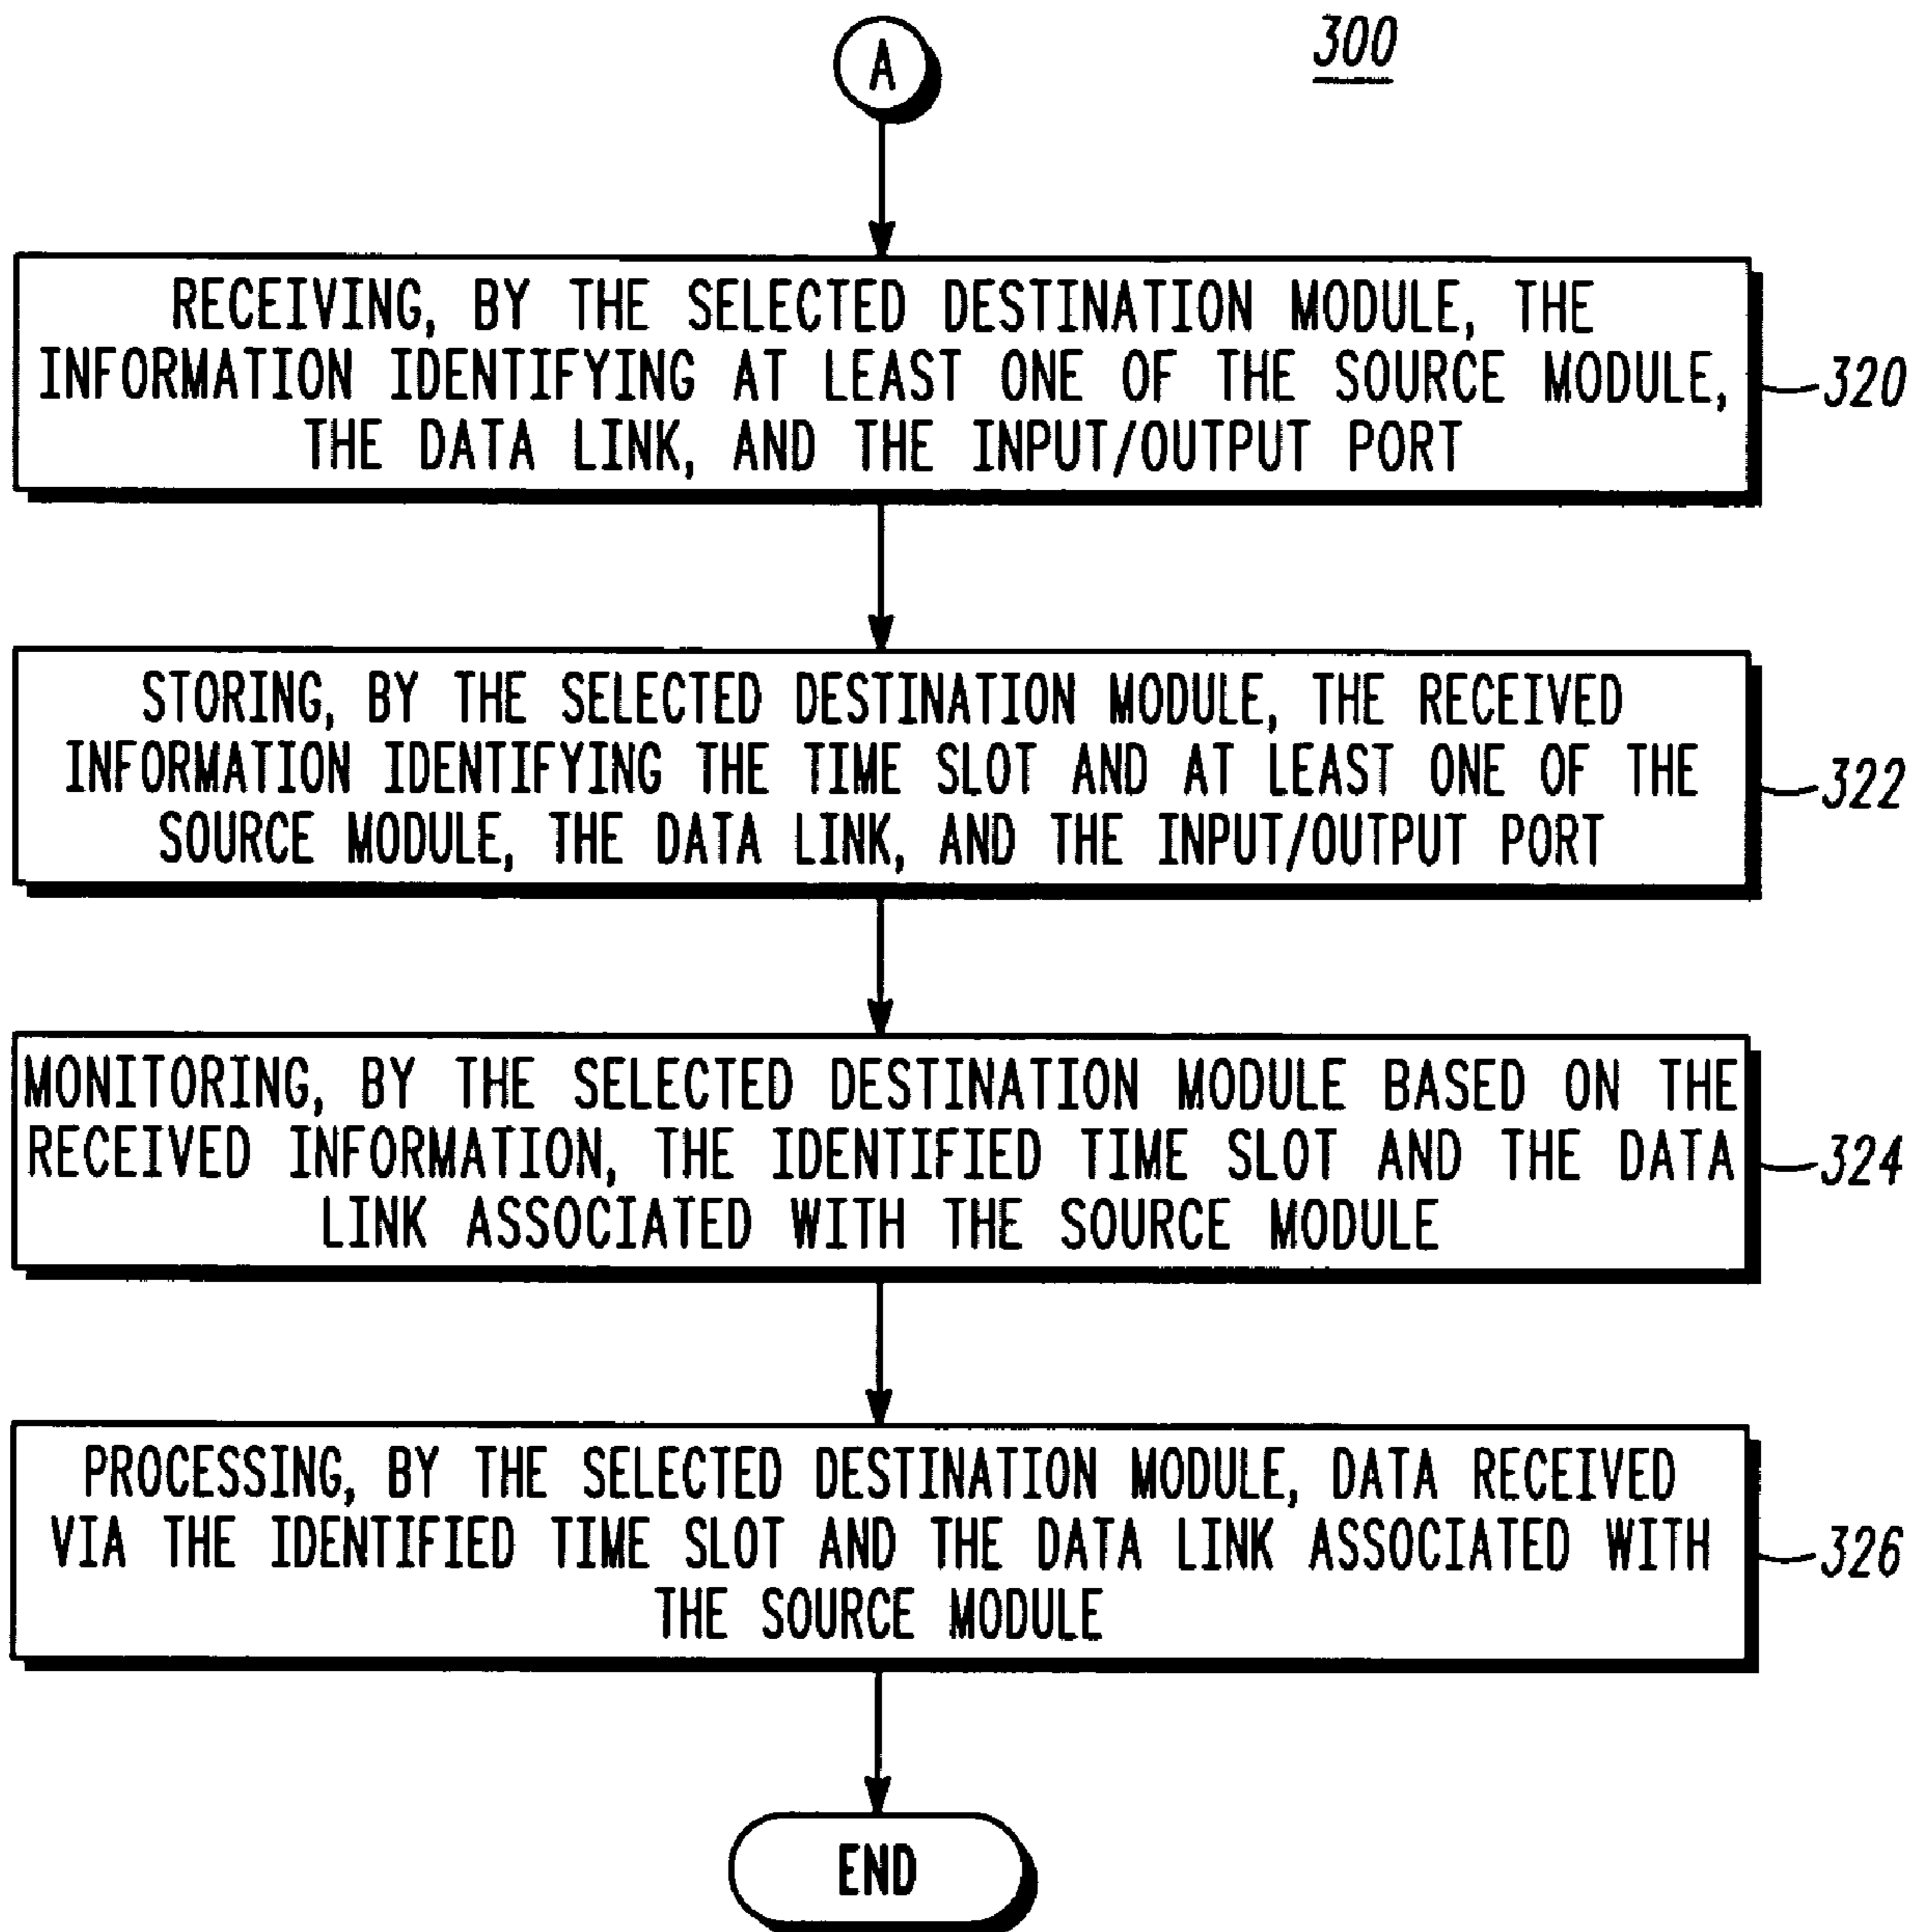 300
A
RECEIVING, BY THE SELECTED DESTINATION MODULE, THE
INFORMATION IDENTIFYING AT LEAST ONE OF THE SOURCE MODULE,
THE DATA LINK, AND THE INPUT/OUTPUT PORT
320
STORING, BY THE SELECTED DESTINATION MODULE, THE RECEIVED
INFORMATION IDENTIFYING THE TIME SLOT AND AT LEAST ONE OF THE
SOURCE MODULE, THE DATA LINK, AND THE INPUT/OUTPUT PORT
322
MONITORING, BY THE SELECTED DESTINATION MODULE BASED ON THE
RECEIVED INFORMATION, THE IDENTIFIED TIME SLOT AND THE DATA
LINK ASSOCIATED WITH THE SOURCE MODULE
324
PROCESSING, BY THE SELECTED DESTINATION MODULE, DATA RECEIVED
VIA THE IDENTIFIED TIME SLOT AND THE DATA LINK ASSOCIATED WITH
THE SOURCE MODULE
326
END